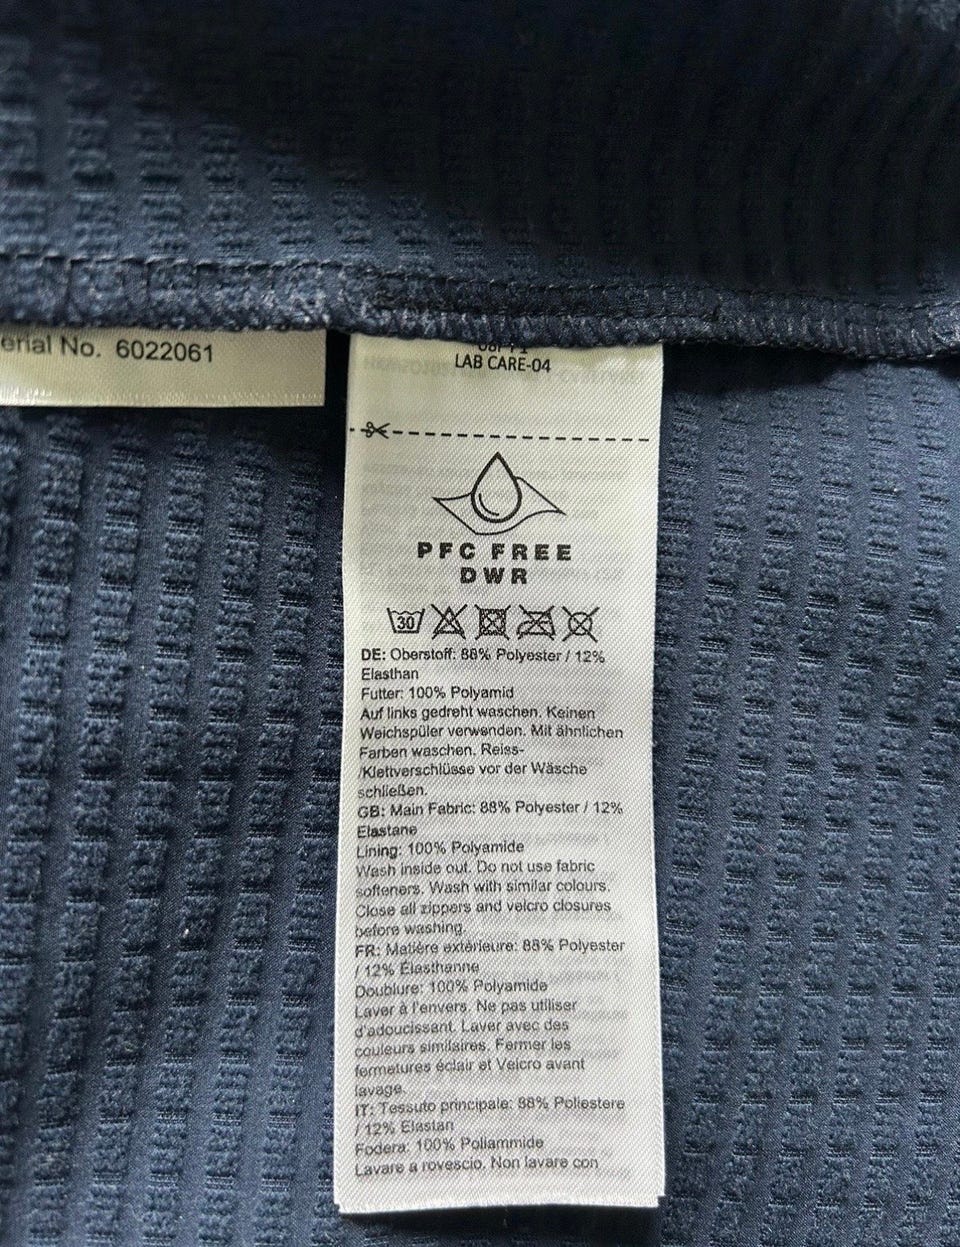 erial No. 6022061
LAB CARE-04
PFC FREE
DWR
30
DE: Oberstoff: 88% Polyester / 12%
Elasthan
Futter: 100% Polyamid
Auf links gedreht waschen. Keinen
Weichspüler verwenden. Mit ähnlichen
Farben waschen. Reiss-
/Klettverschlüsse vor der Wäsche
schließen.
GB: Main Fabric: 88% Polyester / 12%
Elastane
Lining: 100% Polyamide
Wash inside out. Do not use fabric
softeners. Wash with similar colours.
Close all zippers and velcro closures
before washing.
FR: Matière extérieure: 88% Polyester
/ 12% Élasthanne
Doublure: 100% Polyamide
Laver à l'envers. Ne pas utiliser
d'adoucissant. Laver avec des
couleurs similaires. Fermer les
fermetures éclair et Velcro avant
lavage.
IT: Tessuto principale: 88% Poliestere
/ 12% Elastan
Fodera: 100% Poliammide
Lavare a rovescio. Non lavare con